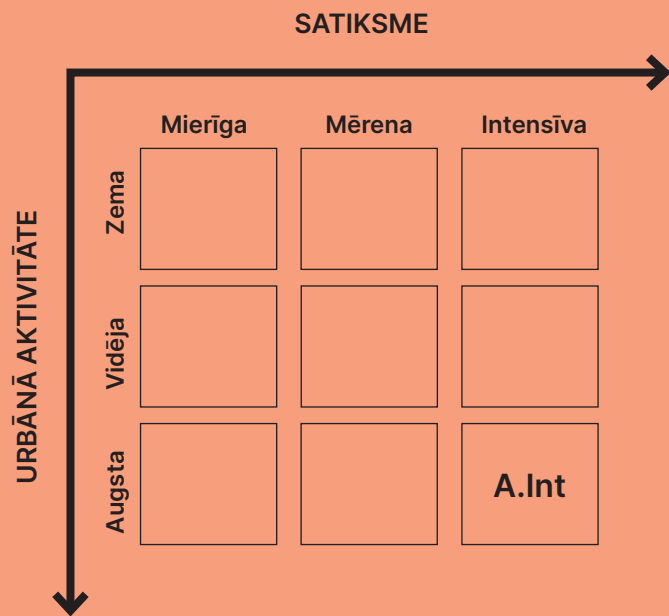 SATIKSME
Mierīga Mērena Intensīva
URBĀNĀ AKTIVITĀTE
Zema
Vidēja
Augsta
A.Int